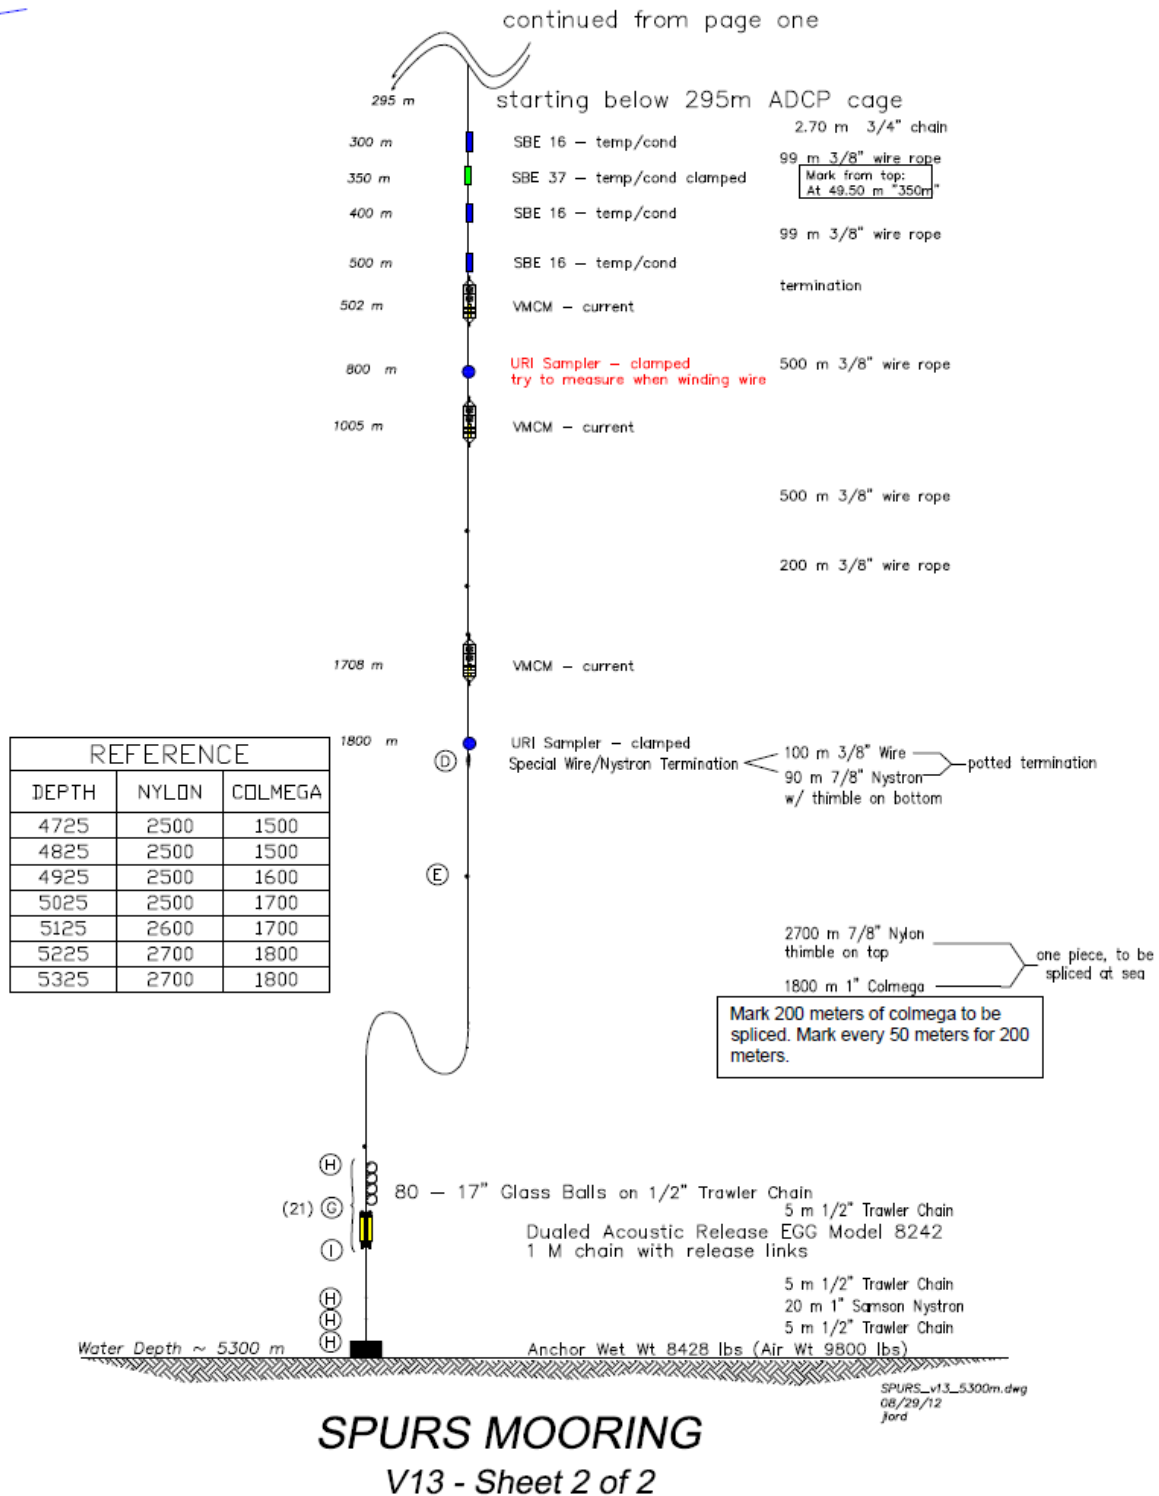 continued from page one
295 m
starting below 295m ADCP cage
2.70 m 3/4" chain
300 m
SBE 16 – temp/cond
99 m 3/8" wire rope
Mark from top:
At 49.50 m "350m"
350 m
SBE 37 – temp/cond clamped
400 m
SBE 16 – temp/cond
99 m 3/8" wire rope
500 m
SBE 16 – temp/cond
termination
502 m
VMCM – current
800 m
URI Sampler – clamped
try to measure when winding wire
500 m 3/8" wire rope
1005 m
VMCM – current
500 m 3/8" wire rope
200 m 3/8" wire rope
1708 m
VMCM – current
1800 m
URI Sampler – clamped
D
Special Wire/Nystron Termination
100 m 3/8" Wire
90 m 7/8" Nystron
w/ thimble on bottom
potted termination
REFERENCE
DEPTH NYLON COLMEGA
4725 2500 1500
4825 2500 1500
4925 2500 1600
5025 2500 1700
5125 2600 1700
5225 2700 1800
5325 2700 1800
E
2700 m 7/8" Nylon
thimble on top
1800 m 1" Colmega
one piece, to be
spliced at sea
Mark 200 meters of colmega to be
spliced. Mark every 50 meters for 200
meters.
H
80 – 17" Glass Balls on 1/2" Trawler Chain
(21) G
5 m 1/2" Trawler Chain
Dualed Acoustic Release EGG Model 8242
1 M chain with release links
I
5 m 1/2" Trawler Chain
H
20 m 1" Samson Nystron
H
5 m 1/2" Trawler Chain
H
Water Depth ~ 5300 m
Anchor Wet Wt 8428 lbs (Air Wt 9800 lbs)
SPURS_v13_5300m.dwg
08/29/12
jlord
SPURS MOORING
V13 - Sheet 2 of 2